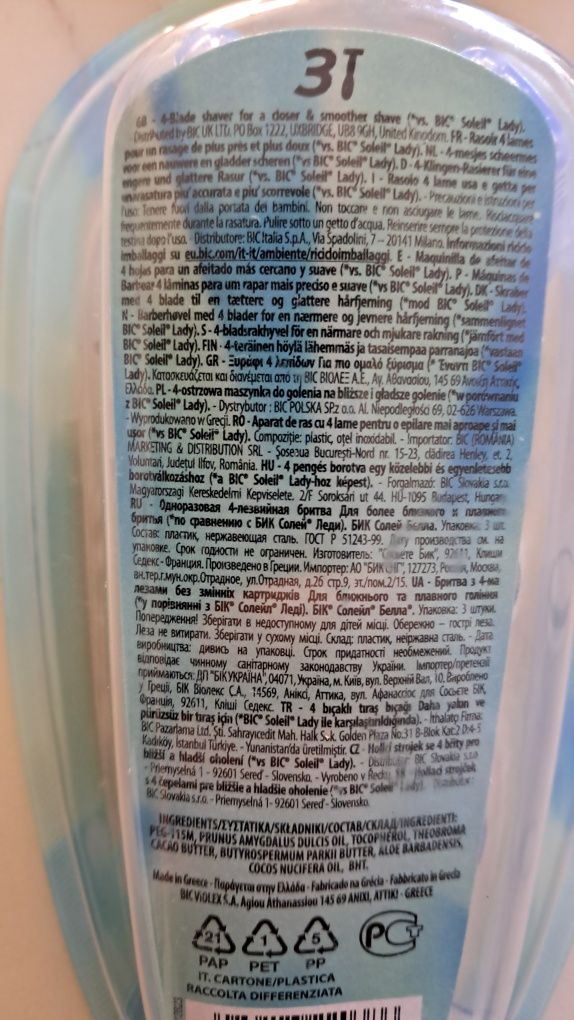 3T
GB - 4-Blade shaver for a closer & smoother shave (*vs. BIC® Soleil® Lady).
Distributed by BIC UK LTD. PO Box 1222, UXBRIDGE, UB8 9GH, United Kingdom. FR - Rasoir 4 lames
pour un rasage de plus près et plus doux (*vs. BIC® Soleil® Lady). NL - 4-mesjes scheermes
voor een nauwere en gladder scheren (*vs BIC® Soleil® Lady). D - 4-Klingen-Rasierer für eine
engere und glattere Rasur (*vs. BIC® Soleil® Lady). I - Rasoio 4 lame usa e getta per
una rasatura piu' accurata e piu' scorrevole (*vs. BIC® Soleil® Lady). - Precauzioni e istruzioni per
l'uso: Tenere fuori dalla portata dei bambini. Non toccare e non asciugare le lame. Risciacquare
frequentemente durante la rasatura. Pulire sotto un getto d'acqua. Reinserire sempre la protezione della
testina dopo l'uso. - Distributore: BIC Italia S.p.A., Via Spadolini, 7 – 20141 Milano. Informazioni riciclo
imballaggi su eu.bic.com/it-it/ambiente/ricicloimballaggi. E - Maquinilla de afeitar de
4 hojas para un afeitado más cercano y suave (*vs. BIC® Soleil® Lady). P - Máquinas de
Barbear 4 lâminas para um rapar mais preciso e suave (*vs BIC® Soleil® Lady). DK - Skraber
med 4 blade til en tættere og glattere hårfjerning (*mod BIC® Soleil® Lady).
N - Barberhøvel med 4 blader for en nærmere og jevnere hårfjerning (*sammenlignet
BIC® Soleil® Lady). S - 4-bladsrakhyvel för en närmare och mjukare rakning (*jämfört med
BIC® Soleil® Lady). FIN - 4-teräinen höylä lähemmäs ja tasaisempaa parranajoa (*vastaan
BIC® Soleil® Lady). GR - Ξυράφι 4 λεπίδων Για πιο ομαλό ξύρισμα (* Έναντι BIC® Soleil®
Lady). Κατασκευάζεται και διανέμεται από τη BIC ΒΙΟΛΕΞ Α.Ε., Αγ. Αθανασίου, 145 69 Άνοιξη Αττικής,
Ελλάδα. PL - 4-ostrzowa maszynka do golenia na bliższe i gładsze golenie (*w porównaniu
z BIC® Soleil® Lady). - Dystrybutor : BIC POLSKA SP.z o.o. Al. Niepodległości 69, 02-626 Warszawa.
- Wyprodukowano w Grecji. RO - Aparat de ras cu 4 lame pentru o epilare mai aproape și mai
ușor (*vs BIC® Soleil® Lady). Compoziție: plastic, oțel inoxidabil. - Importator: BIC (ROMANIA)
MARKETING & DISTRIBUTION SRL - Șoseaua București-Nord nr. 15-23, clădirea Henley, et. 2,
Voluntari, Județul Ilfov, România. HU - 4 pengés borotva egy közelebbi és egyenletesebb
borotválkozáshoz (*a BIC® Soleil® Lady-hoz képest). - Forgalmazó: BIC Slovakia s.r.o.
Magyarországi Kereskedelmi Kepviselete. 2/F Soroksári ut 44. HU-1095 Budapest,
RU - Одноразовая 4-лезвийная бритва Для более близкого и плавного
бритья (*по сравнению с БИК Солей® Леди). БИК Солей Белла. Упаковка: 3 шт.
Состав: пластик, нержавеющая сталь. ГОСТ Р 51243-99. Дату производства см. на
упаковке. Срок годности не ограничен. Изготовитель: "Сосьете Бик", 92611, Клиши
Седекс - Франция. Произведено в Греции. Импортер: АО "БИК СНГ", 127273, Россия, Москва,
вн.тер.г.мун.окр.Отрадное, ул.Отрадная, д.2б стр.9, эт./пом.2/15. UA - Бритва з 4-ма
лезами без змінніх картриджів Для ближнього та плавного гоління
(*у порівнянні з БІК® Солейл® Леді). БІК® Солейл® Белла®. Упаковка: 3 штуки.
Попередження! Зберігати в недоступному для дітей місці. Обережно – гострі леза.
Леза не витирати. Зберігати у сухому місці. Склад: пластик, неіржавна сталь. - Дата
виробництва: дивись на упаковці. Строк придатності необмежений. Продукт
відповідає чинному санітарному законодавству України. Імпортер/претензії
приймаються: ДП "БІК УКРАЇНА", 04071, Україна, м. Київ, вул. Верхній Вал, 10. Вироблено
у Греції, БІК Віолекс С.А., 14569, Аніксі, Аттика, вул. Афанассіос для Сосьєте БІК,
Франція, 92611, Кліші Седекс. TR - 4 bıçaklı tıraş bıçağı Daha yakın ve
pürüzsüz bir tıraş için (*BIC® Soleil® Lady ile karşılaştırıldığında). - İthalatçı Firma:
BIC Pazarlama Ltd. Şti. Sahrayıcedit Mah. Halk Sok. Golden Plaza No:31 B-Blok Kat:2 D:4-5
Kadıköy, İstanbul Türkiye. - Yunanistan'da üretilmiştir. CZ - Holicí strojek se 4 břity pro
bližší a hladší oholení (*vs BIC® Soleil® Lady). - Distributor: BIC Slovakia s.r.o.
- Priemyselná 1 - 92601 Sereď - Slovensko. - Vyrobeno v Řecku. SK - Holiaci strojček
s 4 čepelami pre bližšie a hladšie oholenie (*vs BIC® Soleil® Lady). Distributor:
BIC Slovakia s.r.o. - Priemyselná 1 - 92601 Sereď - Slovensko.
INGREDIENTS/ΣΥΣΤΑΤΙΚΑ/SKŁADNIKI/СОСТАВ/СКЛАД/INGREDIENTI:
PEG-115M, PRUNUS AMYGDALUS DULCIS OIL, TOCOPHEROL, THEOBROMA
CACAO BUTTER, BUTYROSPERMUM PARKII BUTTER, ALOE BARBADENSIS,
COCOS NUCIFERA OIL, BHT.
Made in Greece - Παράγεται στην Ελλάδα - Fabricado na Grécia - Fabbricato in Grecia
BIC VIOLEX S.A. Agiou Athanassiou 145 69 ANIXI, ATTIKI - GREECE
21 1 5 PCT
PAP PET PP
IT. CARTONE/PLASTICA
RACCOLTA DIFFERENZIATA